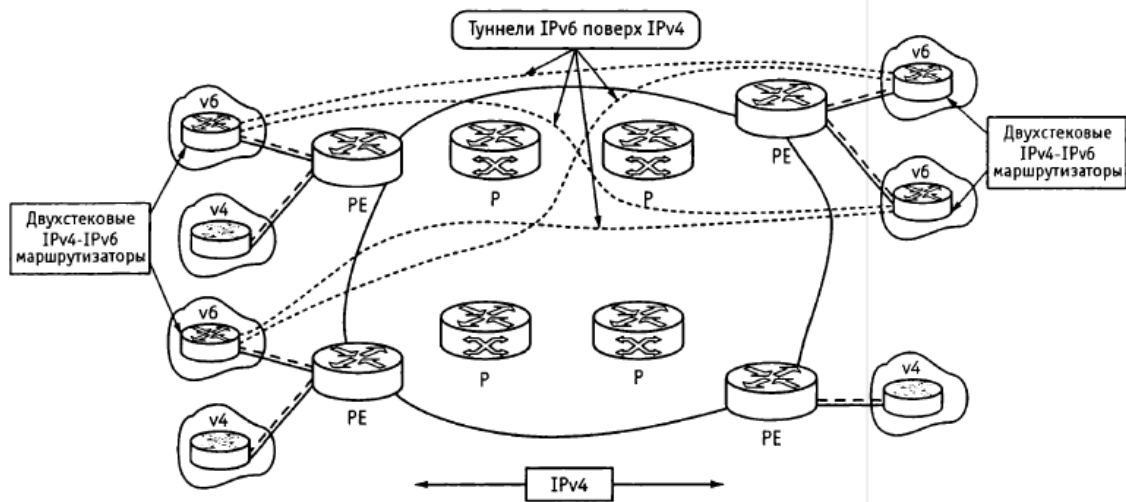 Туннели IPv6 поверх IPv4
v6
v6
PE
P
P
PE
Двухстековые
IPv4-IPv6
маршрутизаторы
v4
v6
Двухстековые
IPv4-IPv6
маршрутизаторы
v6
PE
P
P
PE
v4
v4
IPv4